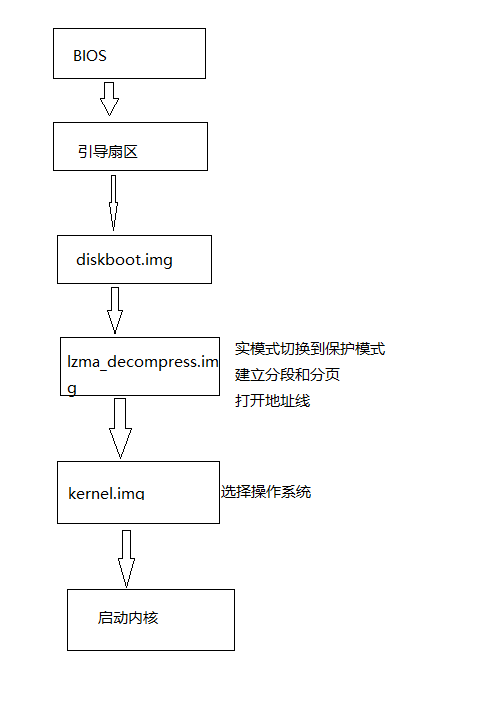 BIOS
引导扇区
diskboot.img
lzma_decompress.im
g
实模式切换到保护模式
建立分段和分页
打开地址线
kernel.img
选择操作系统
启动内核